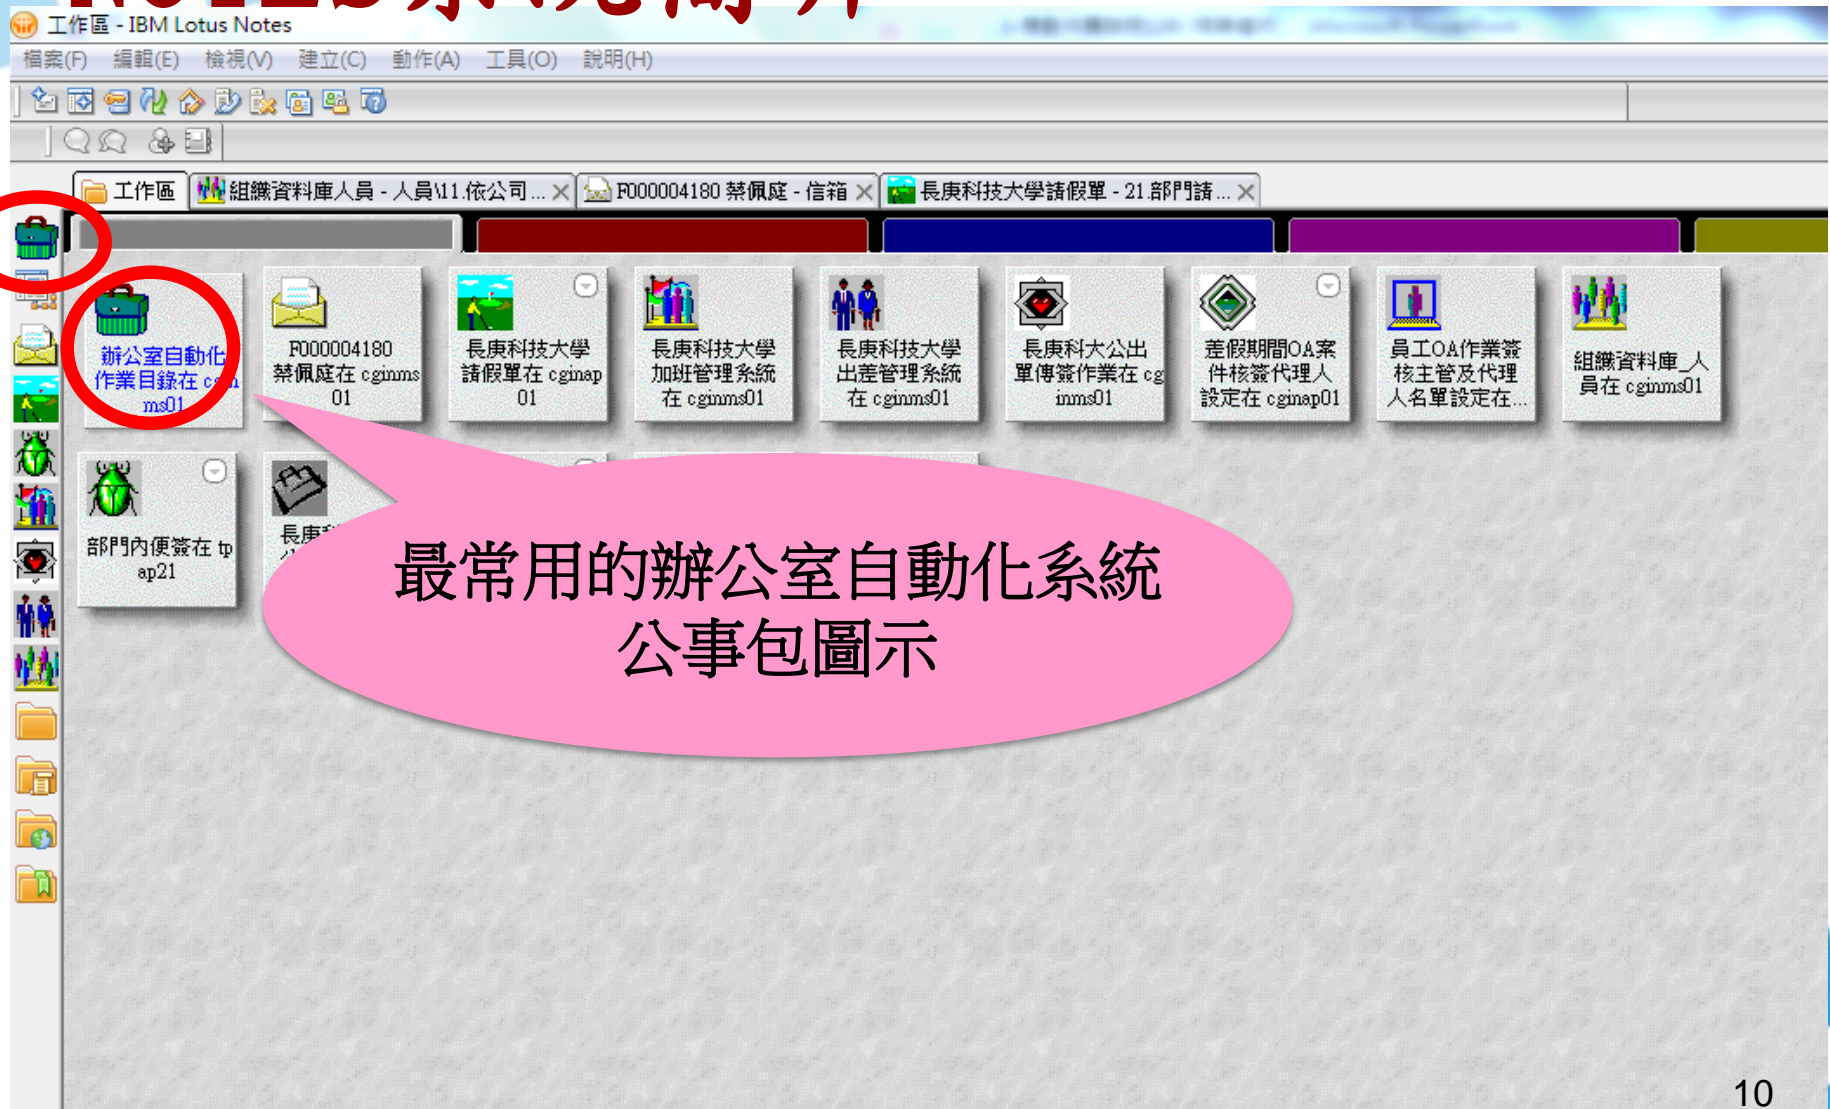 工作區 - IBM Lotus Notes
檔案(F) 編輯(E) 檢視(V) 建立(C) 動作(A) 工具(O) 說明(H)
工作區 組織資料庫人員 - 人員\11.依公司... F000004180 蔡佩庭 - 信箱 長庚科技大學請假單 - 21.部門請...
辦公室自動化
作業目錄在 cgin
ms01
F000004180
蔡佩庭在 cginms
01
長庚科技大學
請假單在 cginap
01
長庚科技大學
加班管理系統
在 cginms01
長庚科技大學
出差管理系統
在 cginms01
長庚科大公出
單傳簽作業在 cg
inms01
差假期間OA案
件核簽代理人
設定在 cginap01
員工OA作業簽
核主管及代理
人名單設定在...
組織資料庫_人
員在 cginms01
部門內便簽在 tp
ap21
長庚
最常用的辦公室自動化系統
公事包圖示
10